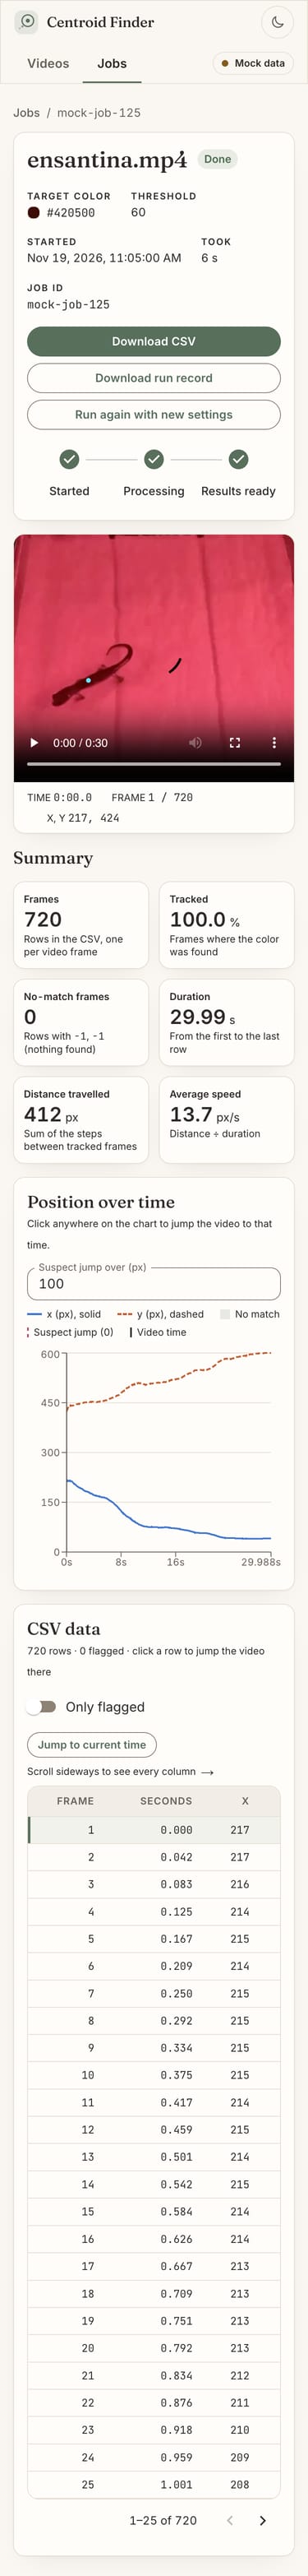 Centroid Finder
Videos
Jobs
Mock data
Jobs / mock-job-125
ensantina.mp4
Done
TARGET COLOR
THRESHOLD
#420500
60
STARTED
TOOK
Nov 19, 2026, 11:05:00 AM
6 s
JOB ID
mock-job-125
Download CSV
Download run record
Run again with new settings
Started
Processing
Results ready
0:00 / 0:30
TIME 0:00.0
FRAME 1 / 720
X, Y 217, 424
Summary
Frames
720
Rows in the CSV, one
per video frame
Tracked
100.0 %
Frames where the color
was found
No-match frames
0
Rows with -1, -1
(nothing found)
Duration
29.99 s
From the first to the last
row
Distance travelled
412 px
Sum of the steps
between tracked frames
Average speed
13.7 px/s
Distance ÷ duration
Position over time
Click anywhere on the chart to jump the video to that
time.
Suspect jump over (px)
100
x (px), solid
y (px), dashed
No match
Suspect jump (0)
Video time
600
450
300
150
0
0s
8s
16s
29.988s
CSV data
720 rows · 0 flagged · click a row to jump the video
there
Only flagged
Jump to current time
Scroll sideways to see every column →
FRAME SECONDS X
1 0.000 217
2 0.042 217
3 0.083 216
4 0.125 214
5 0.167 215
6 0.209 214
7 0.250 215
8 0.292 215
9 0.334 215
10 0.375 215
11 0.417 214
12 0.459 215
13 0.501 214
14 0.542 215
15 0.584 214
16 0.626 214
17 0.667 213
18 0.709 213
19 0.751 213
20 0.792 213
21 0.834 212
22 0.876 211
23 0.918 210
24 0.959 209
25 1.001 208
1–25 of 720